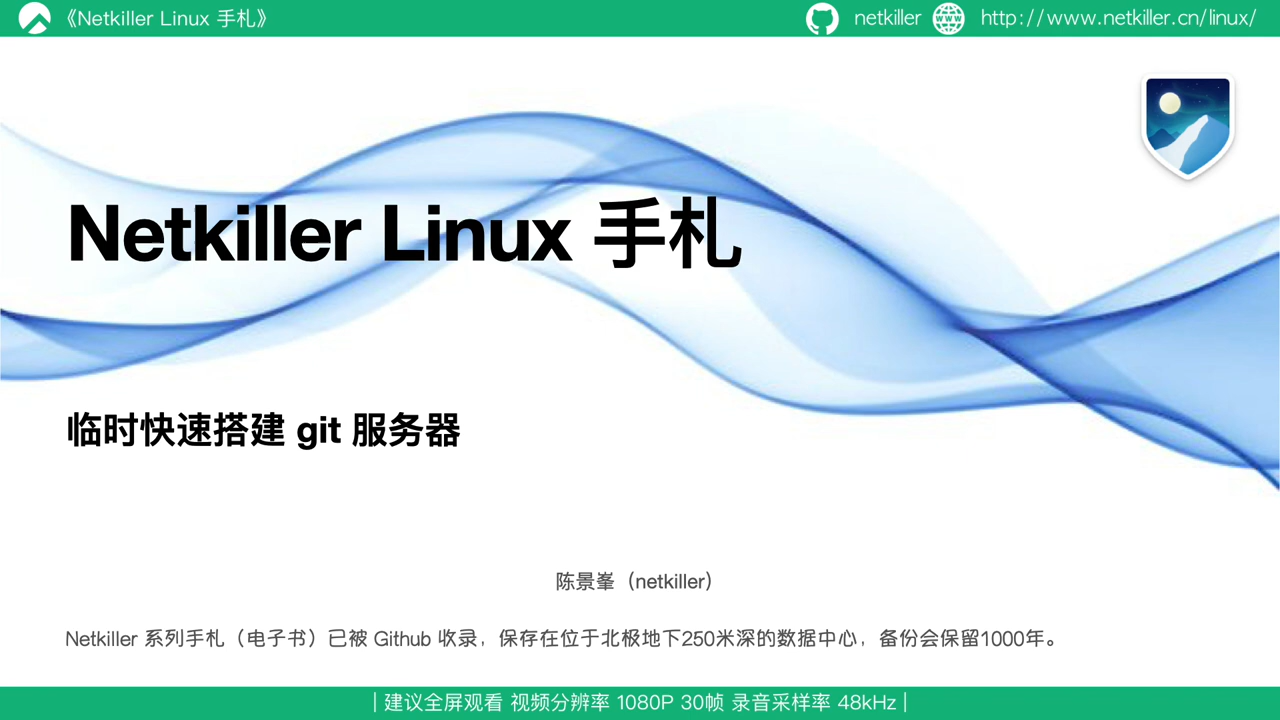 《Netkiller Linux 手札》
netkiller
http://www.netkiller.cn/linux/
Netkiller Linux 手札
临时快速搭建 git 服务器
陈景峯（netkiller）
Netkiller 系列手札（电子书）已被 Github 收录，保存在位于北极地下250米深的数据中心，备份会保留1000年。
| 建议全屏观看 视频分辨率 1080P 30帧 录音采样率 48kHz |